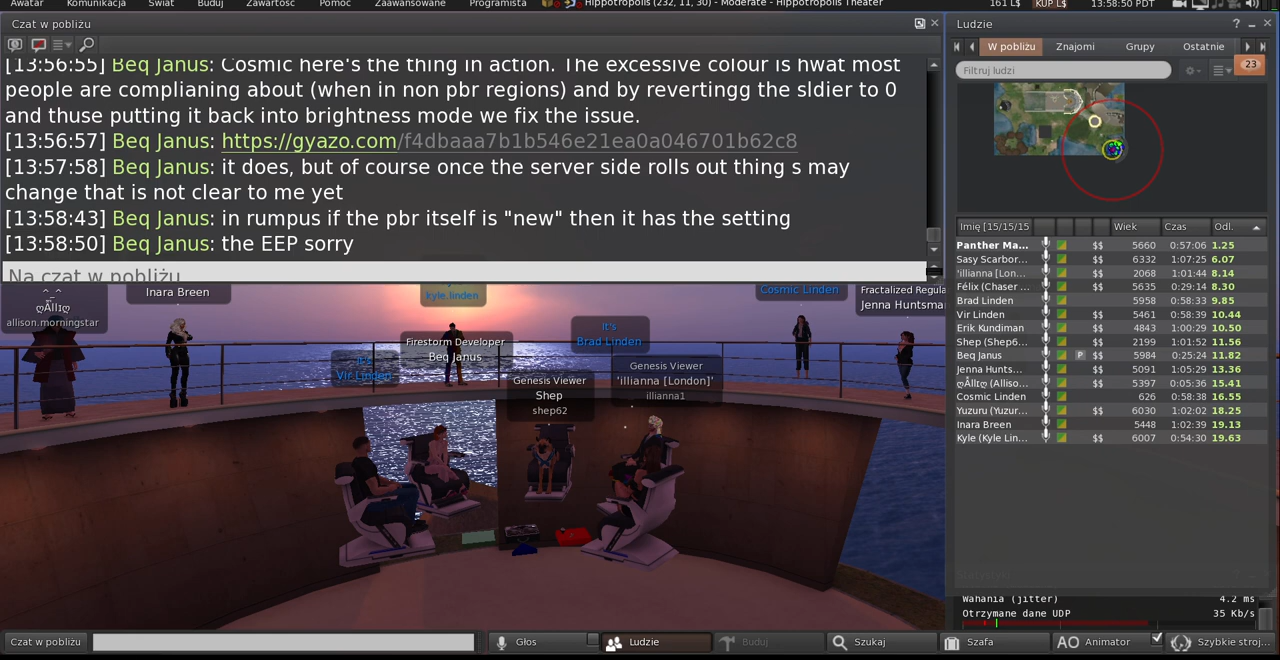 Awatar Komunikacja Świat Buduj Zawartość Pomoc Zaawansowane Programista Hippotropolis (232, 11, 30) - Moderate - Hippotropolis Theater 161 L$ KUP L$ 13:58:50 PDT
Czat w pobliżu
[13:56:55] Beq Janus: Cosmic here's the thing in action. The excessive colour is hwat most
people are complianing about (when in non pbr regions) and by revertingg the sldier to 0
and thuse putting it back into brightness mode we fix the issue.
[13:56:57] Beq Janus: https://gyazo.com/f4dbaaa7b1b546e21ea0a046701b62c8
[13:57:58] Beq Janus: it does, but of course once the server side rolls out thing s may
change that is not clear to me yet
[13:58:43] Beq Janus: in rumpus if the pbr itself is "new" then it has the setting
[13:58:50] Beq Janus: the EEP sorry
Na czat w pobliżu
^_^
ღÅllIღ
allison.morningstar
Inara Breen
kyle.linden
Cosmic Linden
Fractalized Regula
Jenna Huntsma
It's
Vir Linden
Firestorm Developer
Beq Janus
It's
Brad Linden
Genesis Viewer
Shep
shep62
Genesis Viewer
'illianna [London]'
illianna1
Ludzie
W pobliżu Znajomi Grupy Ostatnie
Filtruj ludzi
23
Imię [15/15/15 Wiek Czas Odl.
Panther Ma... $$ 5660 0:57:06 1.25
Sasy Scarbor... $$ 6332 1:07:25 6.07
'illianna [Lon... $$ 2068 1:01:44 8.14
Félix (Chaser ... $$ 5635 0:29:14 8.30
Brad Linden 5958 0:58:33 9.85
Vir Linden $$ 5461 0:58:39 10.44
Erik Kundiman 4843 1:00:29 10.50
Shep (Shep6... $$ 2199 1:01:52 11.56
Beq Janus P $$ 5984 0:25:24 11.82
Jenna Hunts... $$ 5091 1:05:29 13.36
ღÅllIღ (Alliso... $$ 5397 0:05:36 15.41
Cosmic Linden 626 0:58:38 16.55
Yuzuru (Yuzur... $$ 6030 1:02:02 18.25
Inara Breen 5448 1:02:39 19.13
Kyle (Kyle Lin... $$ 6007 0:54:30 19.63
Wahania (jitter) 4.2 ms
Otrzymane dane UDP 35 Kb/s
Czat w pobliżu Głos Ludzie Buduj Szukaj Szafa AO Animator Szybkie stroj...